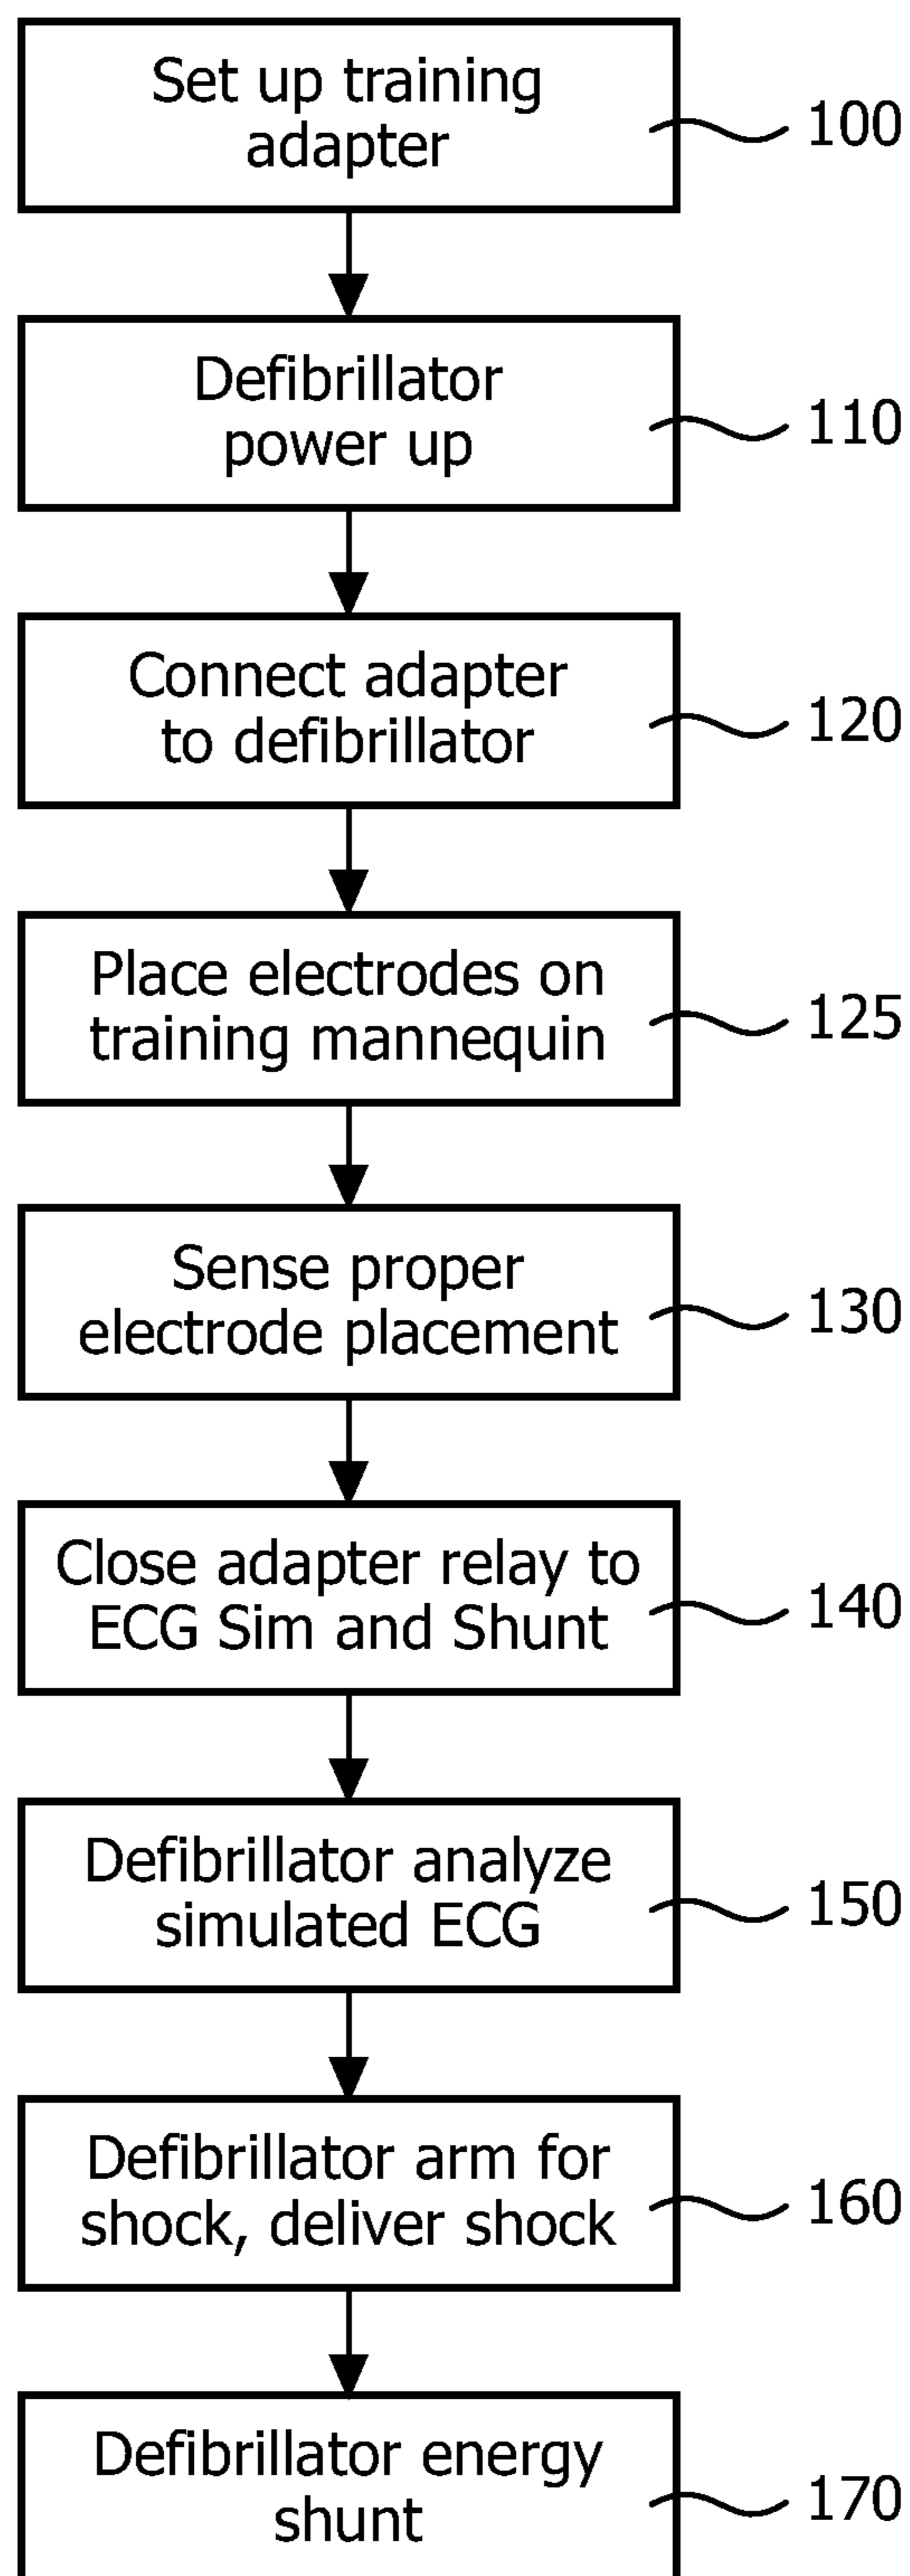 Set up training
adapter
100
Defibrillator
power up
110
Connect adapter
to defibrillator
120
Place electrodes on
training mannequin
125
Sense proper
electrode placement
130
Close adapter relay to
ECG Sim and Shunt
140
Defibrillator analyze
simulated ECG
150
Defibrillator arm for
shock, deliver shock
160
Defibrillator energy
shunt
170